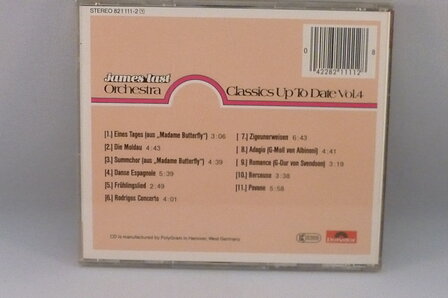 STEREO 821 111-2
0
8
42282 11112
James Last
Orchestra
Classics Up To Date Vol.4
[1.] Eines Tages (aus „Madame Butterfly") 3:06
[2.] Die Moldau 4:43
[3.] Summchor (aus „Madame Butterfly") 4:39
[4.] Danse Espagnole 5:39
[5.] Frühlingslied 2:49
[6.] Rodrigos Concerto 4:01
[7.] Zigeunerweisen 6:43
[8.] Adagio (G-Moll von Albinoni) 4:41
[9.] Romance (G-Dur von Svendsen) 3:19
[10.] Berceuse 3:36
[11.] Pavane 5:58
CD is manufactured by PolyGram in Hanover, West Germany
Polydor